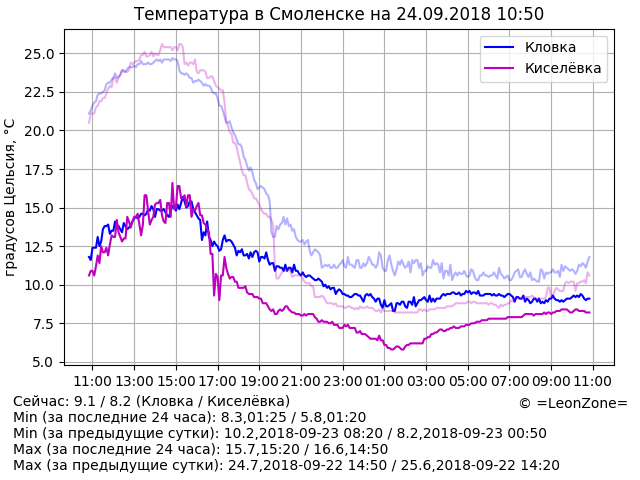 Температура в Смоленске на 24.09.2018 10:50
градусов Цельсия, °C
25.0
22.5
20.0
17.5
15.0
12.5
10.0
7.5
5.0
Кловка
Киселёвка
11:00 13:00 15:00 17:00 19:00 21:00 23:00 01:00 03:00 05:00 07:00 09:00 11:00
Сейчас: 9.1 / 8.2 (Кловка / Киселёвка)
© =LeonZone=
Min (за последние 24 часа): 8.3,01:25 / 5.8,01:20
Min (за предыдущие сутки): 10.2,2018-09-23 08:20 / 8.2,2018-09-23 00:50
Max (за последние 24 часа): 15.7,15:20 / 16.6,14:50
Max (за предыдущие сутки): 24.7,2018-09-22 14:50 / 25.6,2018-09-22 14:20